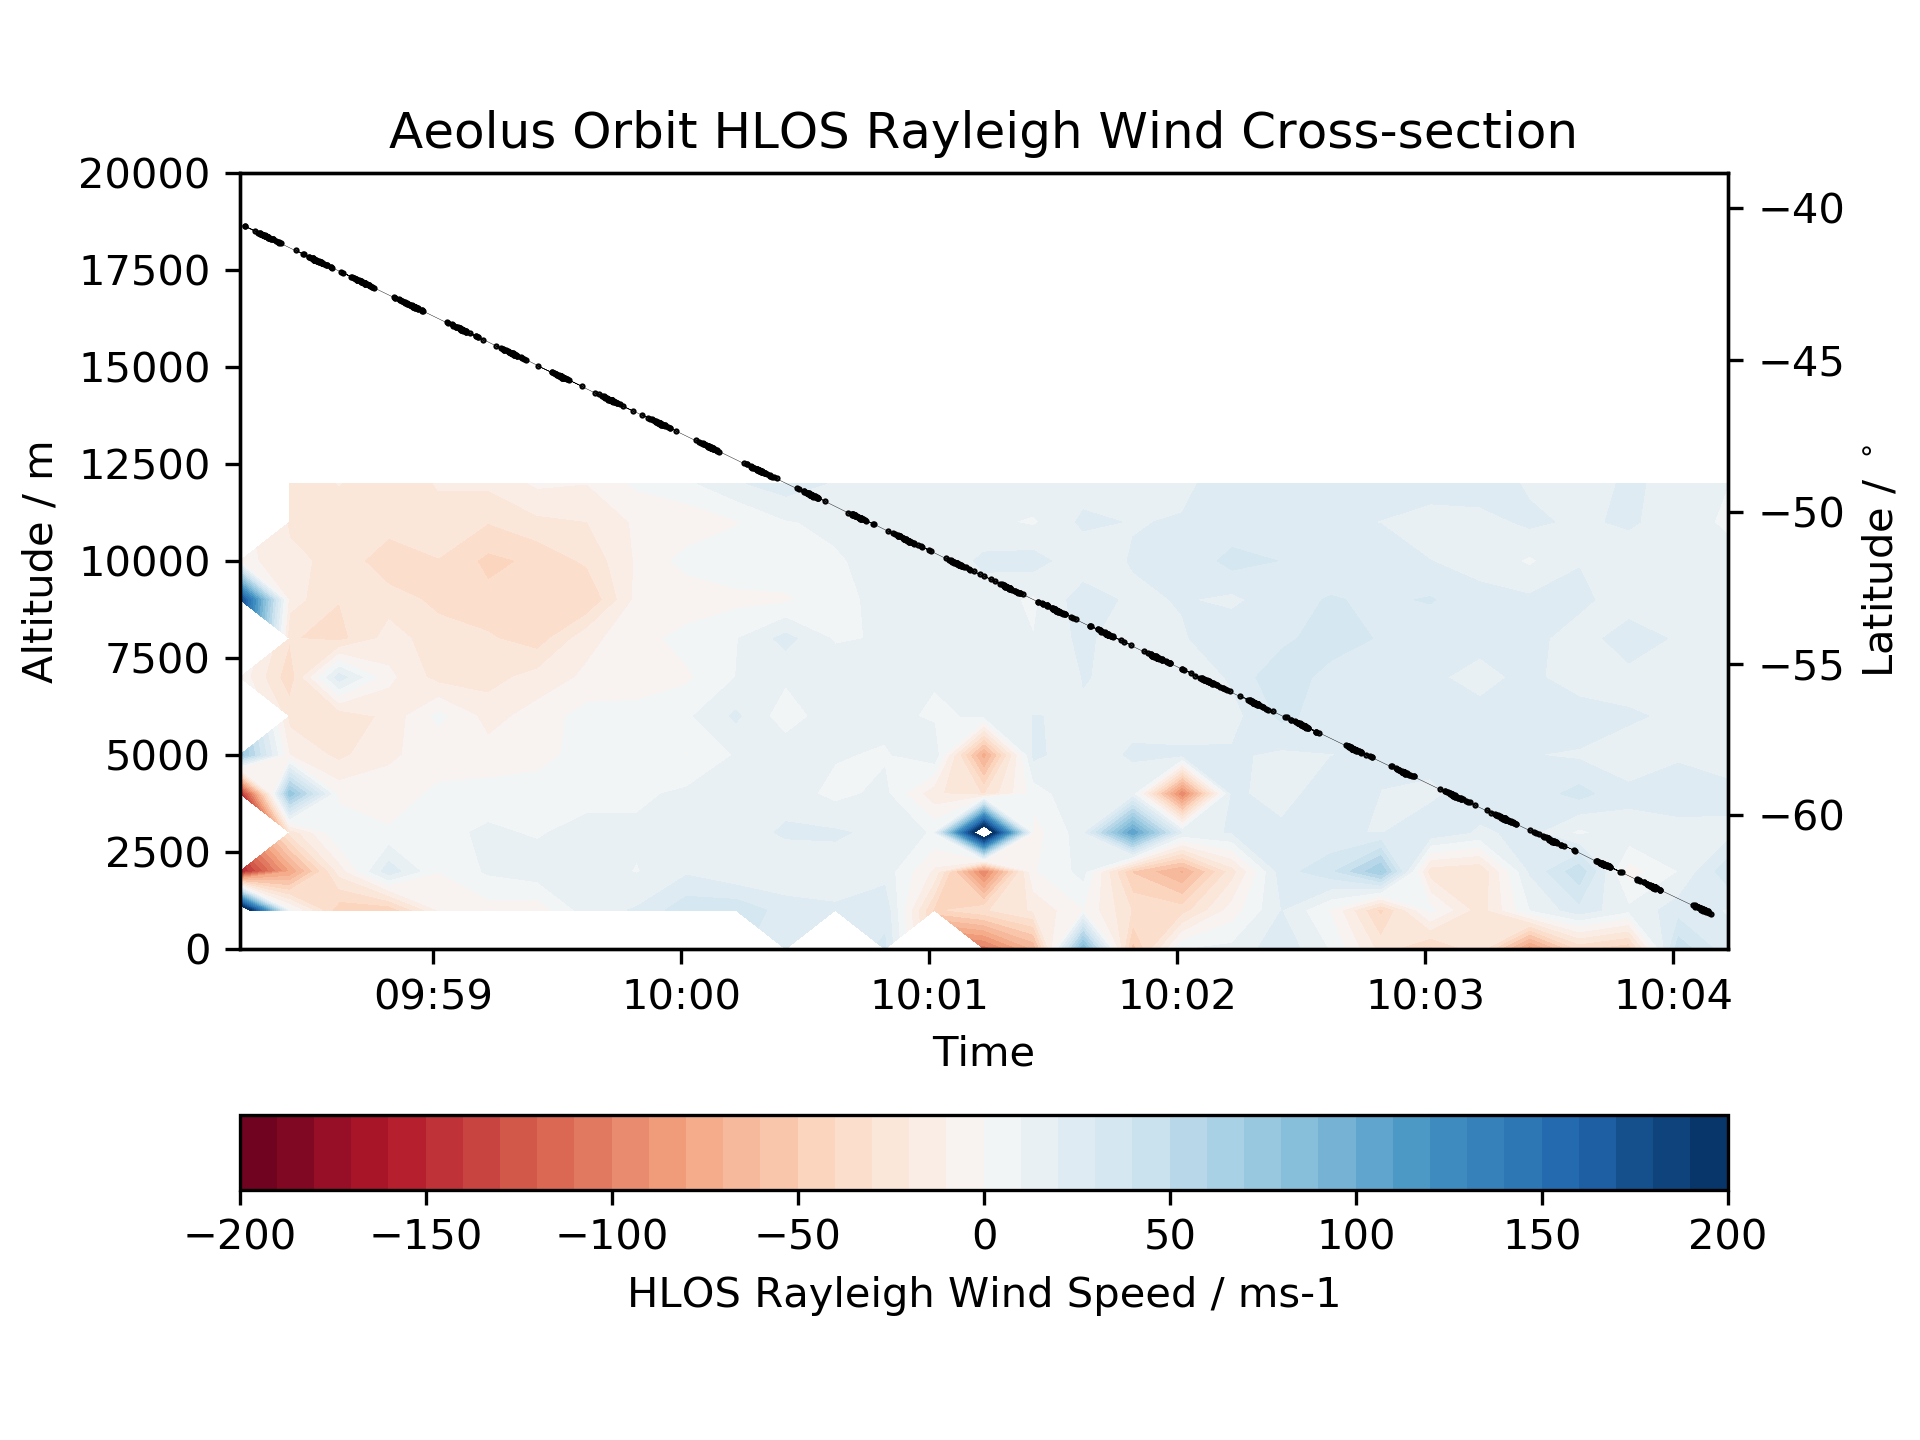 Aeolus Orbit HLOS Rayleigh Wind Cross-section
20000
17500
15000
12500
10000
7500
5000
2500
0
Altitude / m
−40
−45
−50
−55
−60
Latitude / °
09:59 10:00 10:01 10:02 10:03 10:04
Time
−200 −150 −100 −50 0 50 100 150 200
HLOS Rayleigh Wind Speed / ms-1